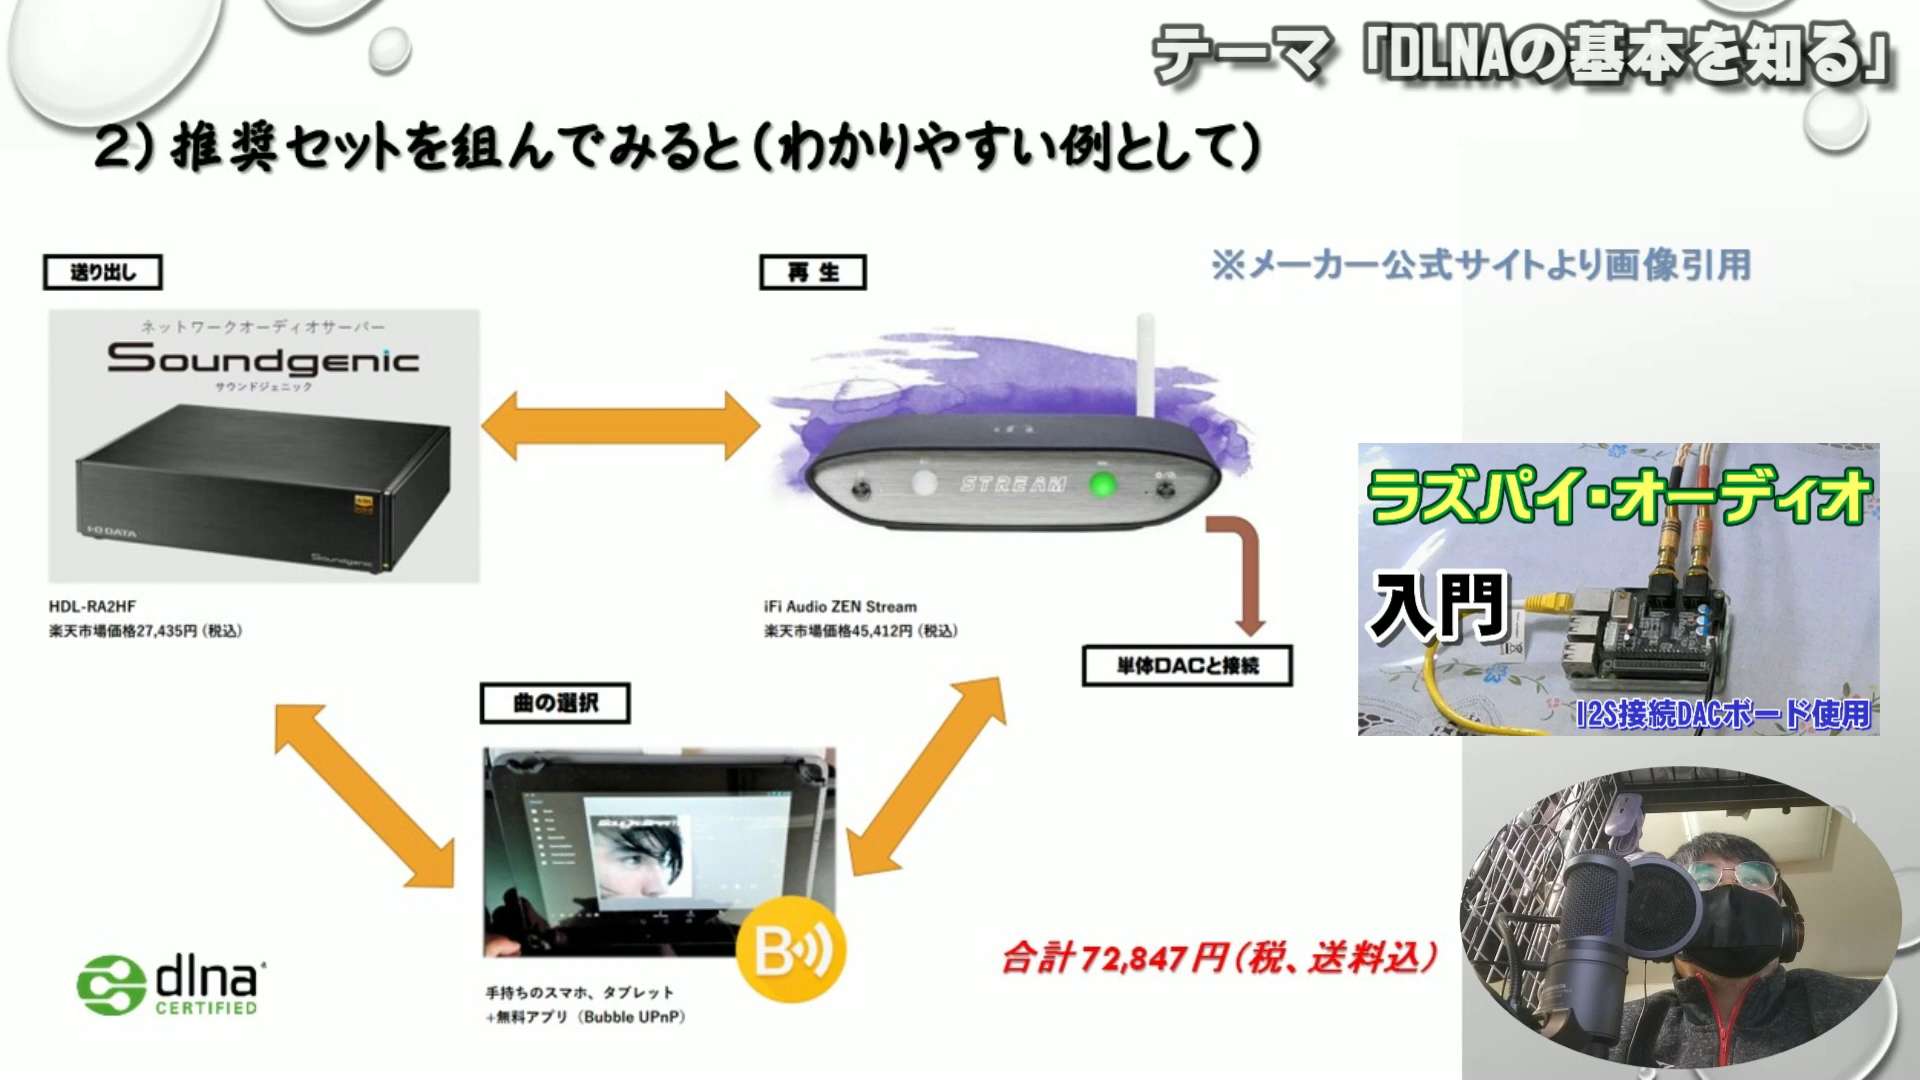 テーマ「DLNAの基本を知る」
2）推奨セットを組んでみると（わかりやすい例として）
※メーカー公式サイトより画像引用
送り出し
ネットワークオーディオサーバー
Soundgenic
サウンドジェニック
I-O DATA
Soundgenic
HDL-RA2HF
楽天市場価格27,435円（税込）
再生
STREAM
iFi Audio ZEN Stream
楽天市場価格45,412円（税込）
単体DACと接続
曲の選択
B
手持ちのスマホ、タブレット
+無料アプリ（Bubble UPnP）
合計72,847円（税、送料込）
dlna
CERTIFIED
ラズパイ・オーディオ
入門
I2S接続DACボード使用